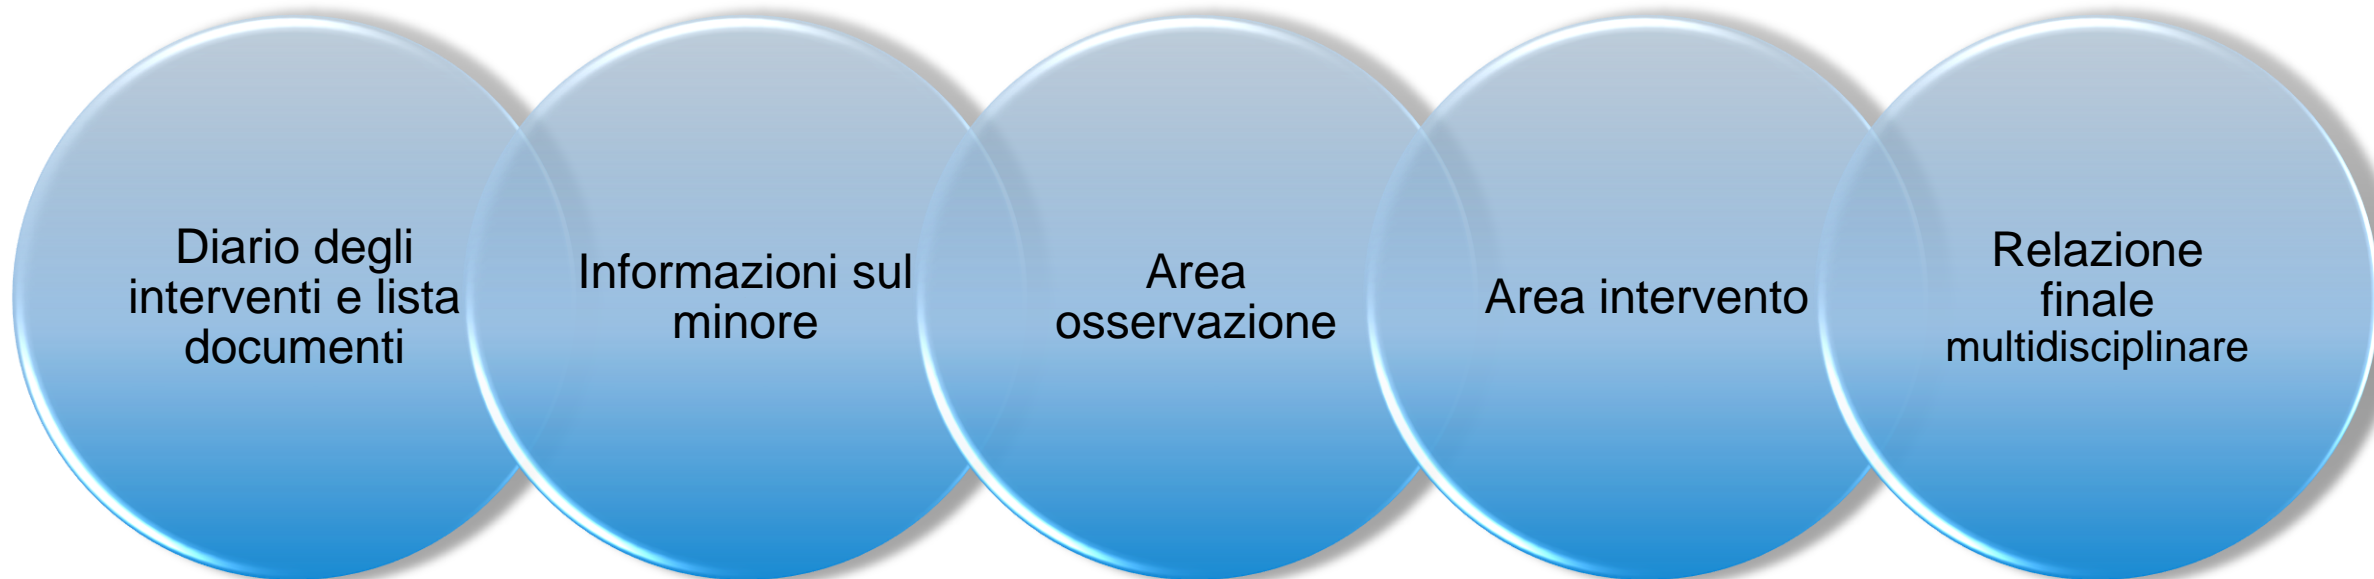 Diario degli
interventi e lista
documenti
Informazioni sul
minore
Area
osservazione
Area intervento
Relazione
finale
multidisciplinare